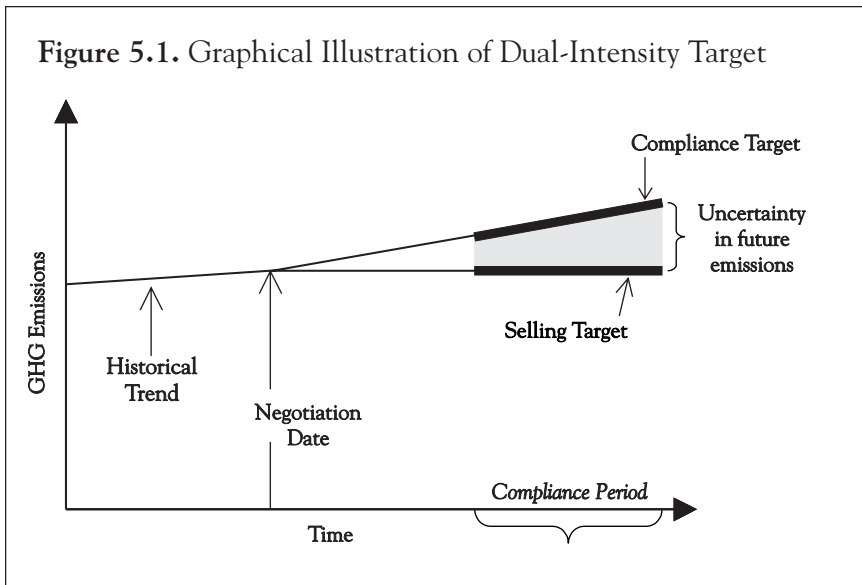 Figure 5.1. Graphical Illustration of Dual-Intensity Target
Compliance Target
Uncertainty
in future
emissions
Selling Target
GHG Emissions
Historical
Trend
Negotiation
Date
Compliance Period
Time